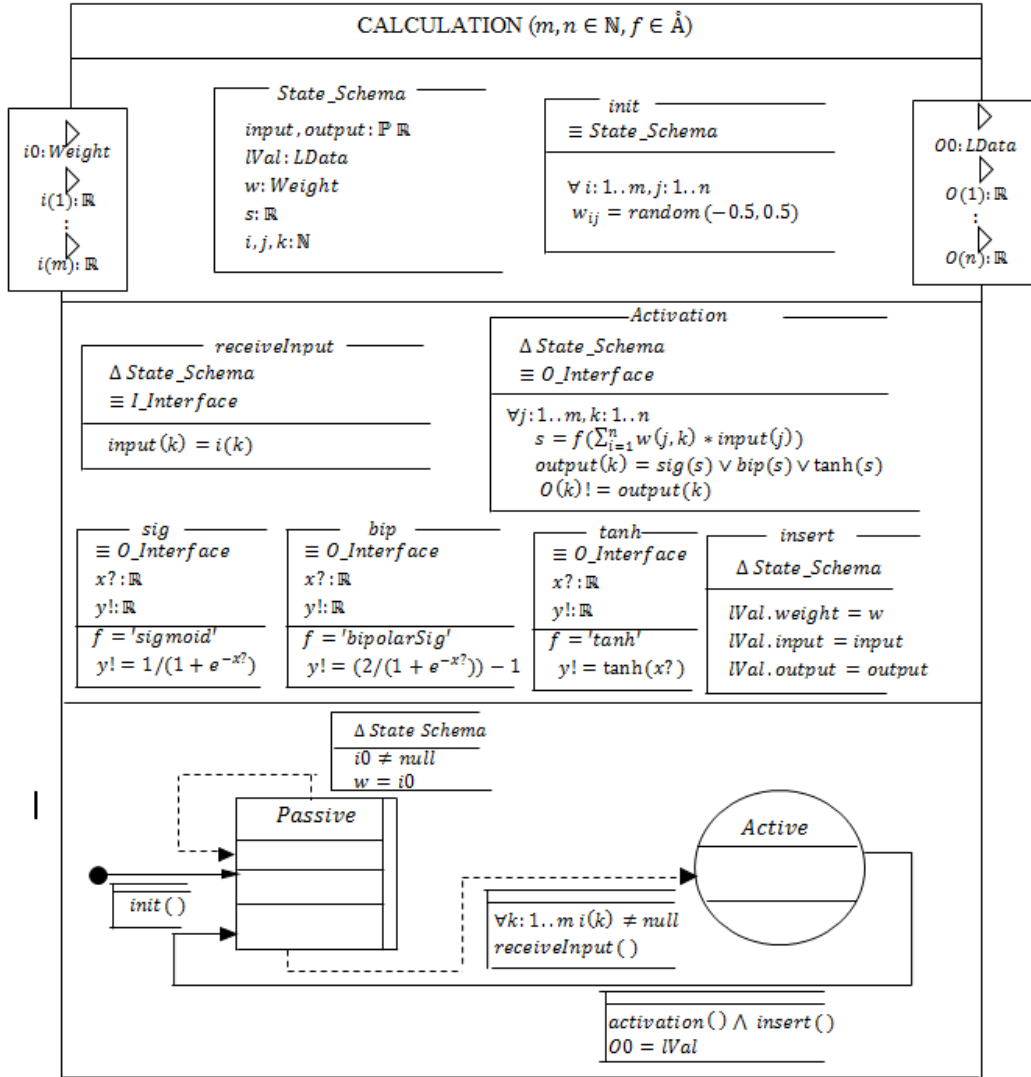 CALCULATION (m, n ∈ ℕ, f ∈ Å)
i0: Weight
i(1): ℝ
⋮
i(m): ℝ
State_Schema
input, output: ℙ ℝ
lVal: LData
w: Weight
s: ℝ
i, j, k: ℕ
init
≡ State_Schema
∀ i: 1..m, j: 1..n
w_ij = random(−0.5, 0.5)
O0: LData
O(1): ℝ
⋮
O(n): ℝ
receiveInput
Δ State_Schema
≡ I_Interface
input(k) = i(k)
Activation
Δ State_Schema
≡ O_Interface
∀j: 1..m, k: 1..n
s = f(∑_{i=1}^{n} w(j, k) * input(j))
output(k) = sig(s) ∨ bip(s) ∨ tanh(s)
O(k)! = output(k)
sig
≡ O_Interface
x?: ℝ
y!: ℝ
f = 'sigmoid'
y! = 1/(1 + e^{−x?})
bip
≡ O_Interface
x?: ℝ
y!: ℝ
f = 'bipolarSig'
y! = (2/(1 + e^{−x?})) − 1
tanh
≡ O_Interface
x?: ℝ
y!: ℝ
f = 'tanh'
y! = tanh(x?)
insert
Δ State_Schema
lVal.weight = w
lVal.input = input
lVal.output = output
Δ State Schema
i0 ≠ null
w = i0
Passive
Active
init()
∀k: 1..m i(k) ≠ null
receiveInput()
activation() ⋀ insert()
O0 = lVal